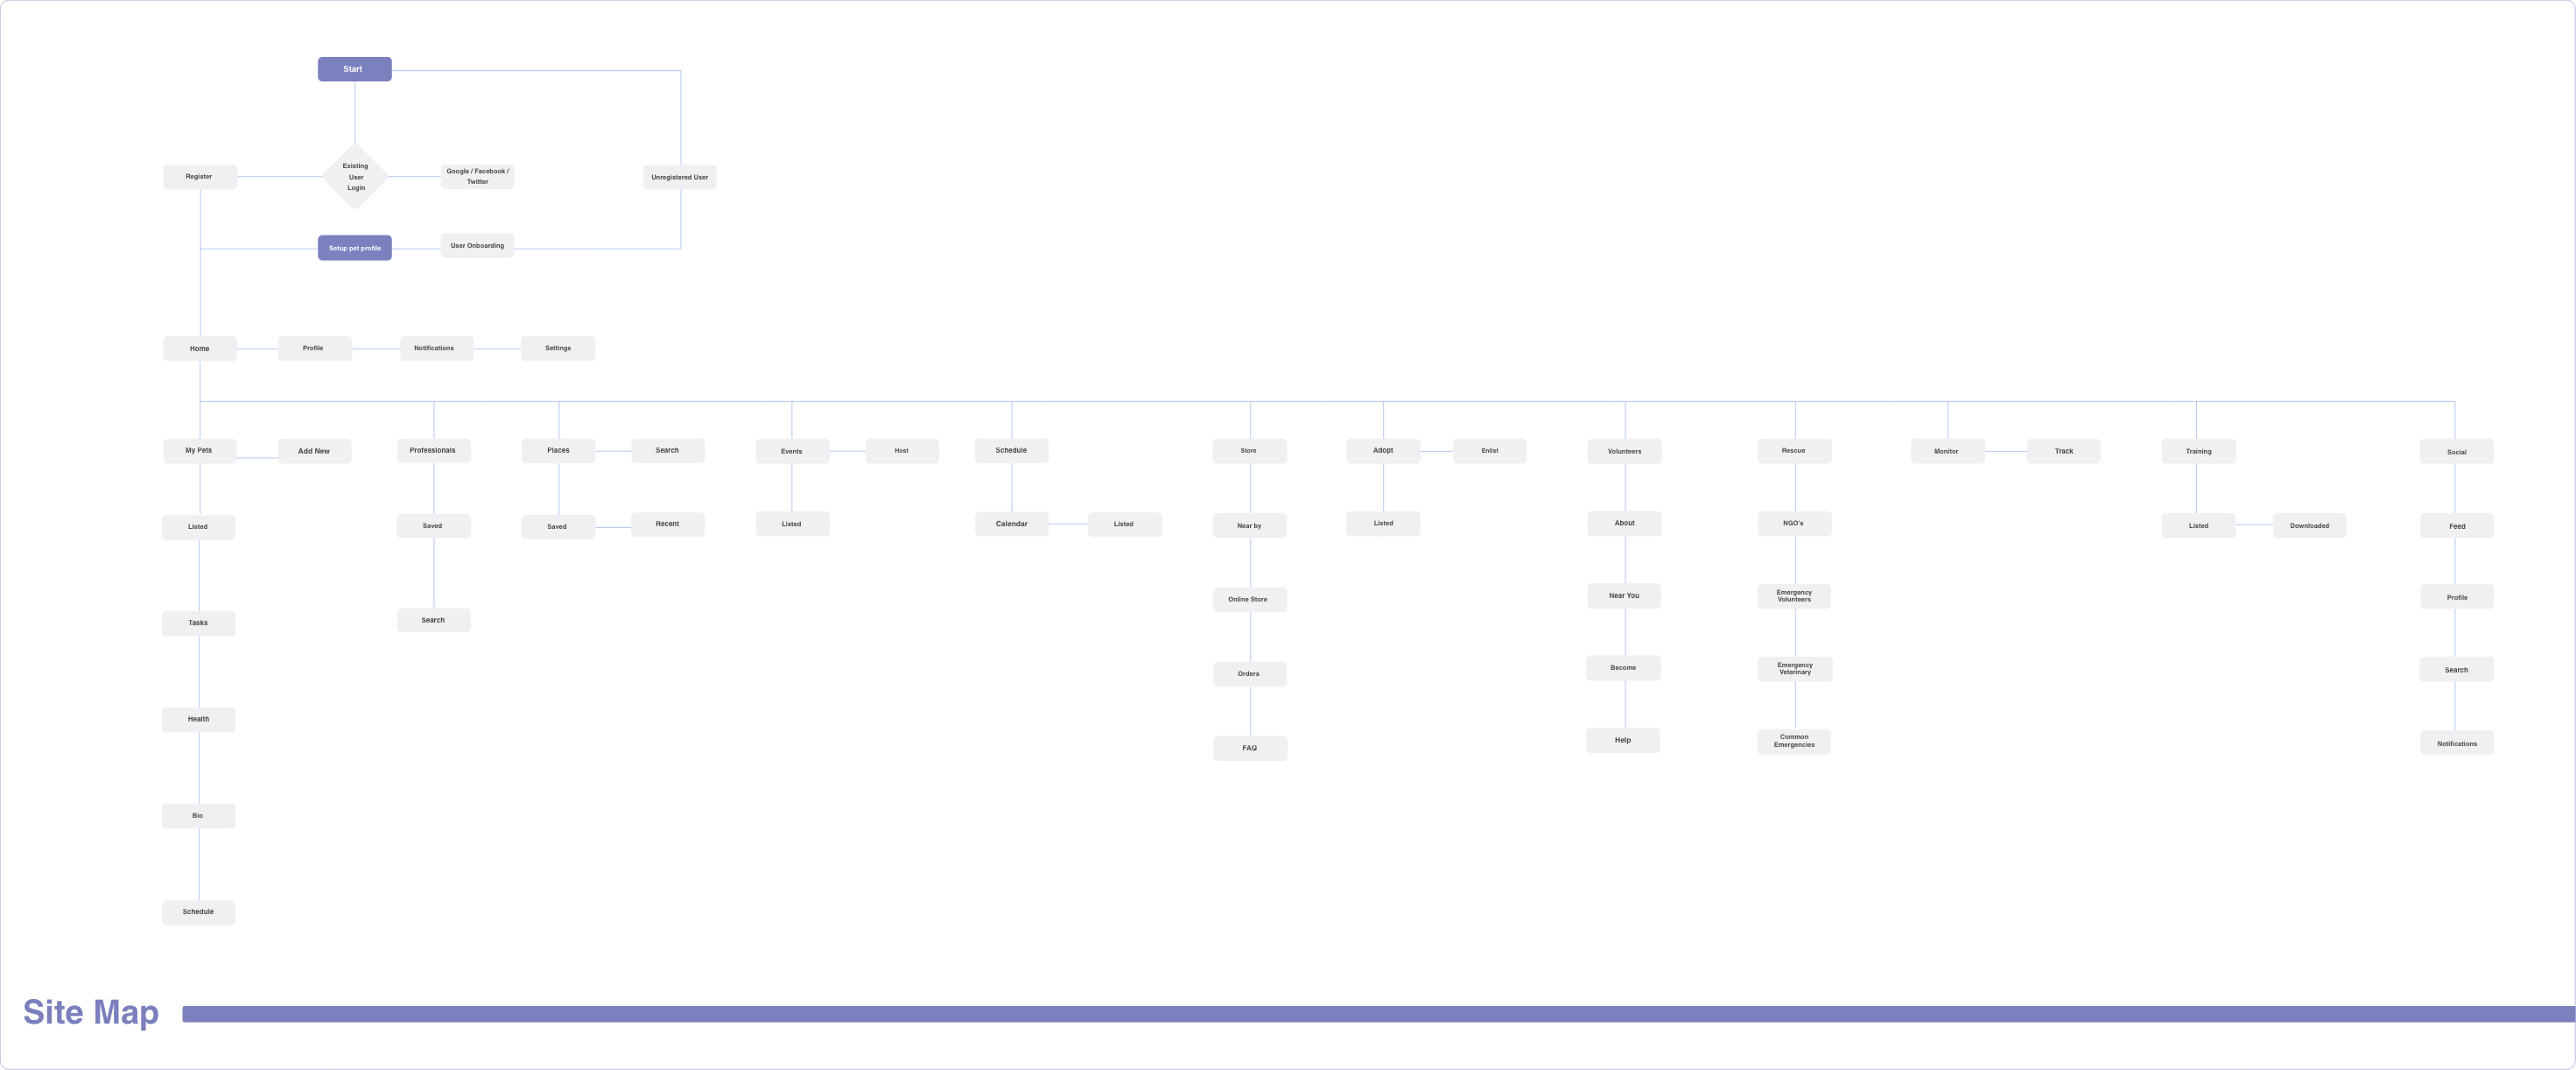 Start
Existing
User
Login
Register
Google / Facebook /
Twitter
Unregistered User
Setup pet profile
User Onboarding
Home
Profile
Notifications
Settings
My Pets
Add New
Professionals
Places
Search
Events
Host
Schedule
Store
Adopt
Enlist
Volunteers
Rescue
Monitor
Track
Training
Social
Listed
Saved
Saved
Recent
Listed
Calendar
Listed
Near by
Listed
About
NGO's
Listed
Downloaded
Feed
Tasks
Search
Online Store
Near You
Emergency
Volunteers
Profile
Orders
Become
Emergency
Veterinary
Search
Health
FAQ
Help
Common
Emergencies
Notifications
Bio
Schedule
Site Map